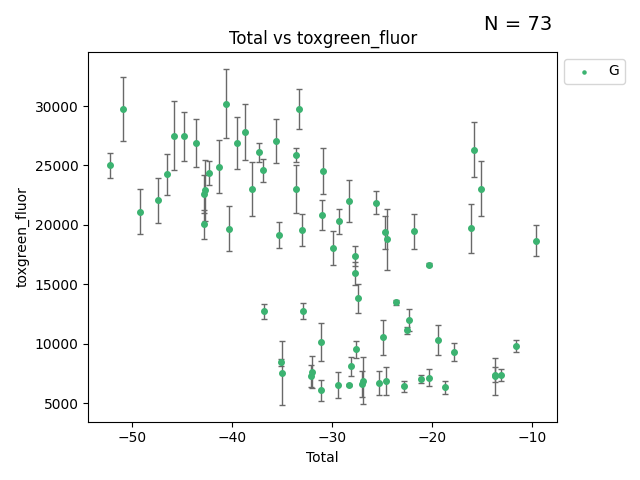 N = 73
Total vs toxgreen_fluor
G
toxgreen_fluor
30000
25000
20000
15000
10000
5000
−50 −40 −30 −20 −10
Total